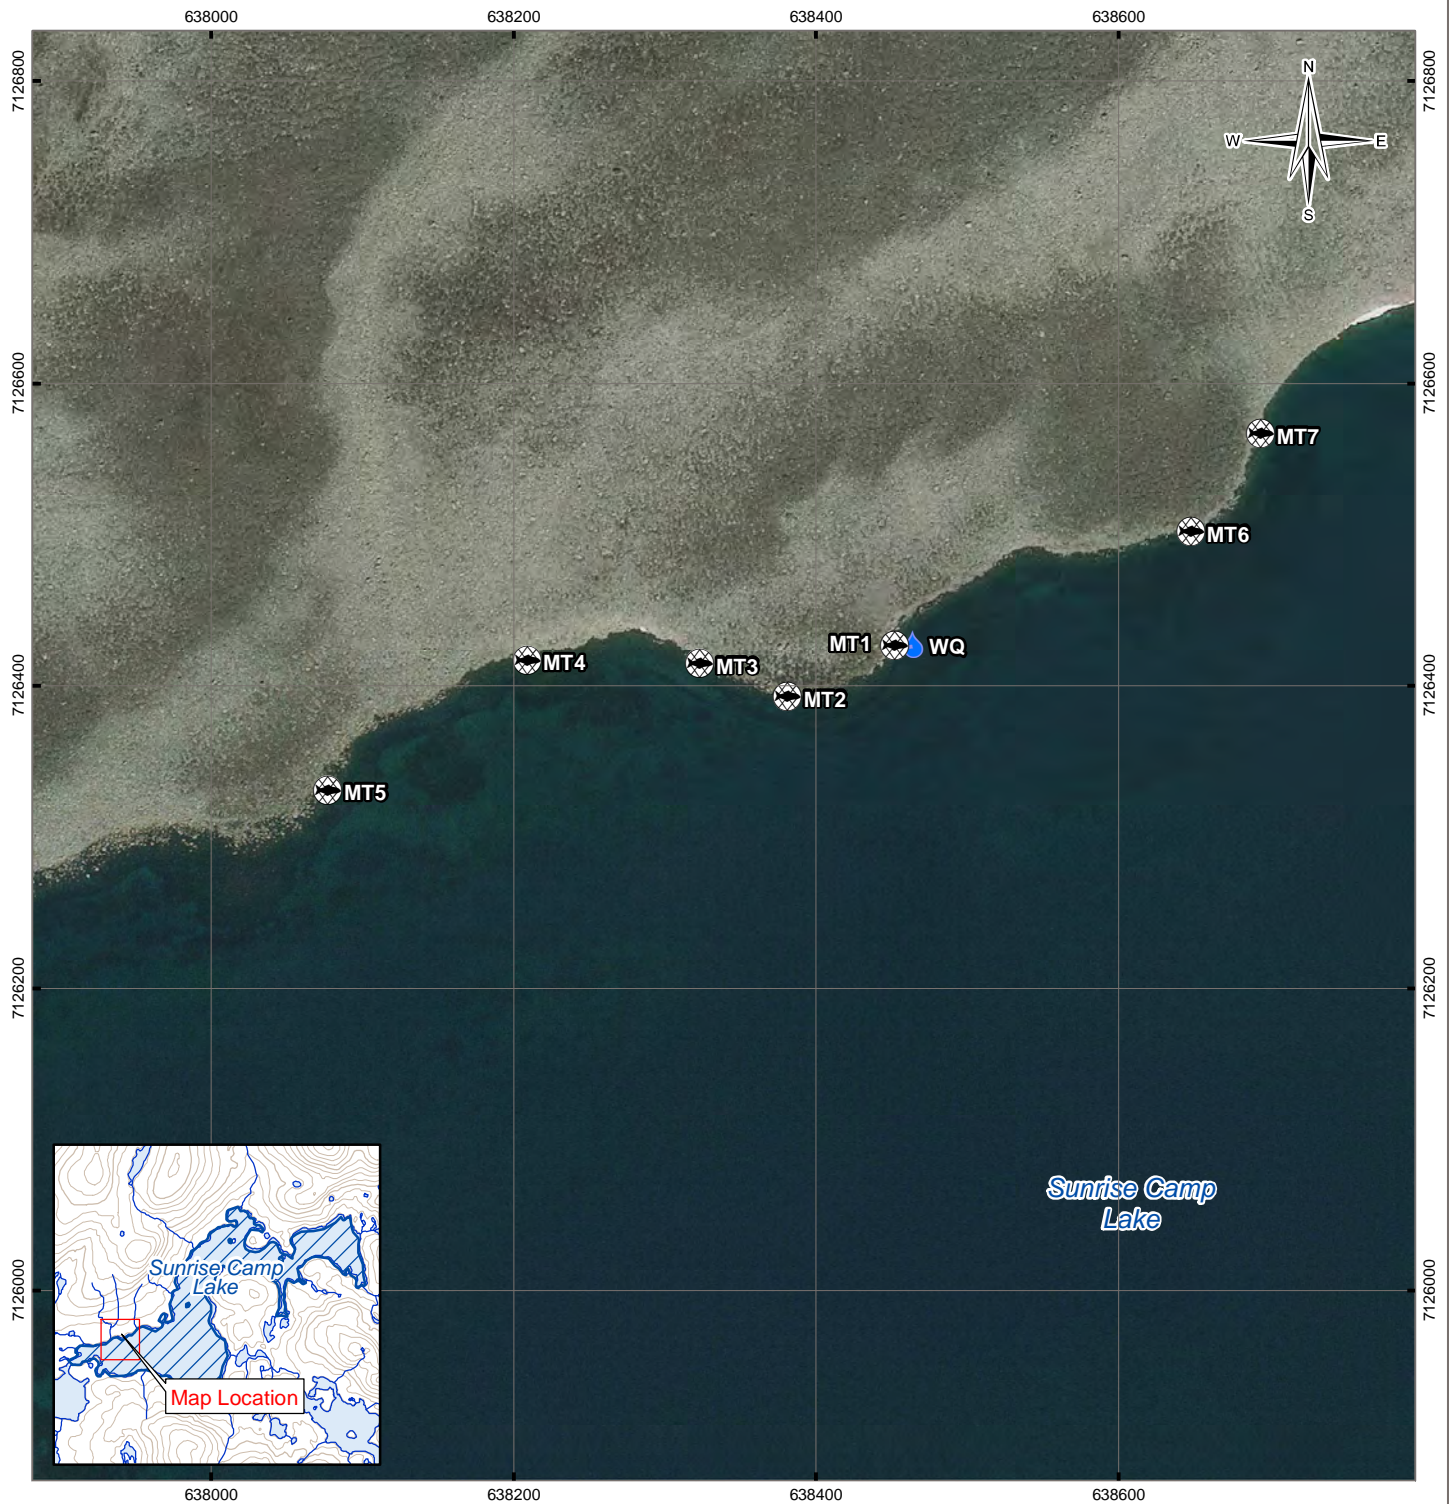 638000 638200 638400 638600
7126800 7126800
N
W E
S
7126600 7126600
MT7
MT6
MT1 WQ
MT4 MT3
MT2
7126400 7126400
MT5
7126200 7126200
Sunrise Camp
Lake
Sunrise Camp
Lake
7126000 7126000
Map Location
638000 638200 638400 638600